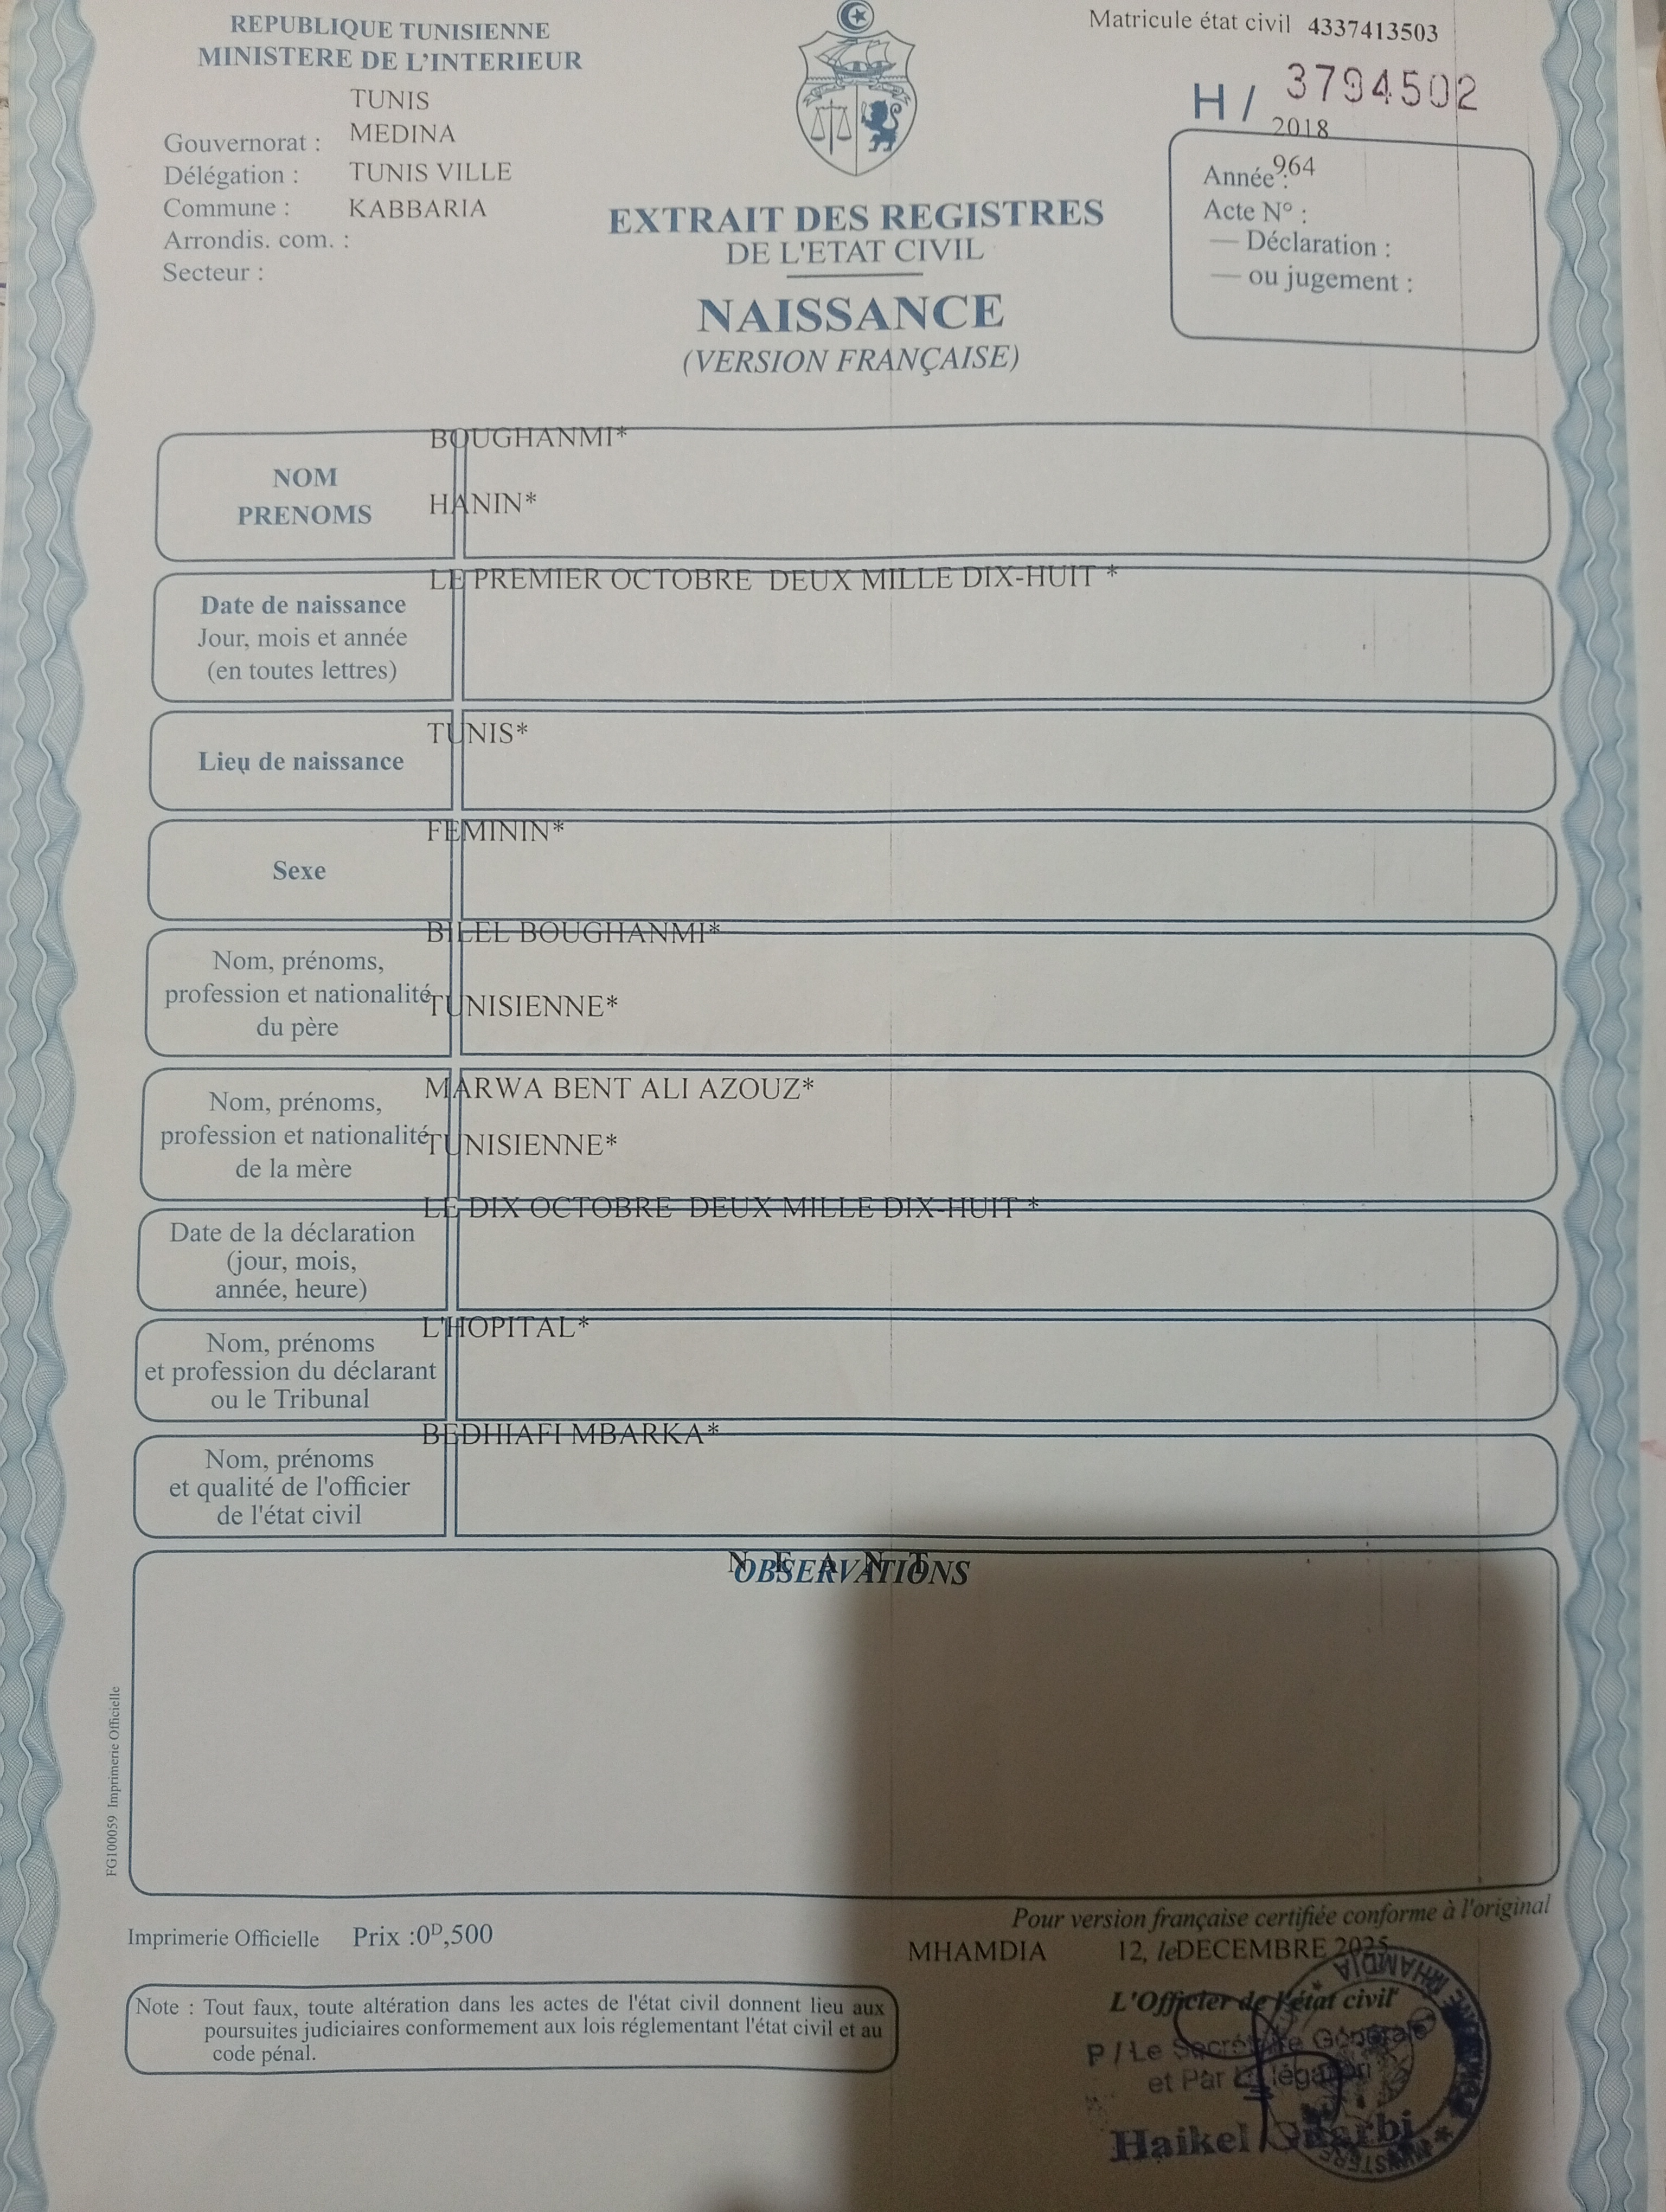 REPUBLIQUE TUNISIENNE
MINISTERE DE L'INTERIEUR
TUNIS
Gouvernorat : MEDINA
Délégation : TUNIS VILLE
Commune : KABBARIA
Arrondis. com. :
Secteur :
Matricule état civil 4337413503
H / 3794502
2018
Année : 964
Acte N° :
— Déclaration :
— ou jugement :
EXTRAIT DES REGISTRES
DE L'ETAT CIVIL
NAISSANCE
(VERSION FRANÇAISE)
BOUGHANMI*
NOM
PRENOMS
HANIN*
LE PREMIER OCTOBRE DEUX MILLE DIX-HUIT *
Date de naissance
Jour, mois et année
(en toutes lettres)
TUNIS*
Lieu de naissance
FEMININ*
Sexe
BILEL BOUGHANMI*
Nom, prénoms,
profession et nationalité
du père
TUNISIENNE*
MARWA BENT ALI AZOUZ*
Nom, prénoms,
profession et nationalité
de la mère
TUNISIENNE*
LE DIX OCTOBRE DEUX MILLE DIX-HUIT *
Date de la déclaration
(jour, mois,
année, heure)
L'HOPITAL*
Nom, prénoms
et profession du déclarant
ou le Tribunal
BEDHIAFI MBARKA*
Nom, prénoms
et qualité de l'officier
de l'état civil
N E A N T
OBSERVATIONS
FG100059 Imprimerie Officielle
Imprimerie Officielle Prix :0D,500
Pour version française certifiée conforme à l'original
MHAMDIA 12, le DECEMBRE 2025
L'Officier de l'état civil
P / Le Secrétaire Générale
et Par Délégation
Haikel
MHAMDIA
Note : Tout faux, toute altération dans les actes de l'état civil donnent lieu aux
poursuites judiciaires conformement aux lois réglementant l'état civil et au
code pénal.